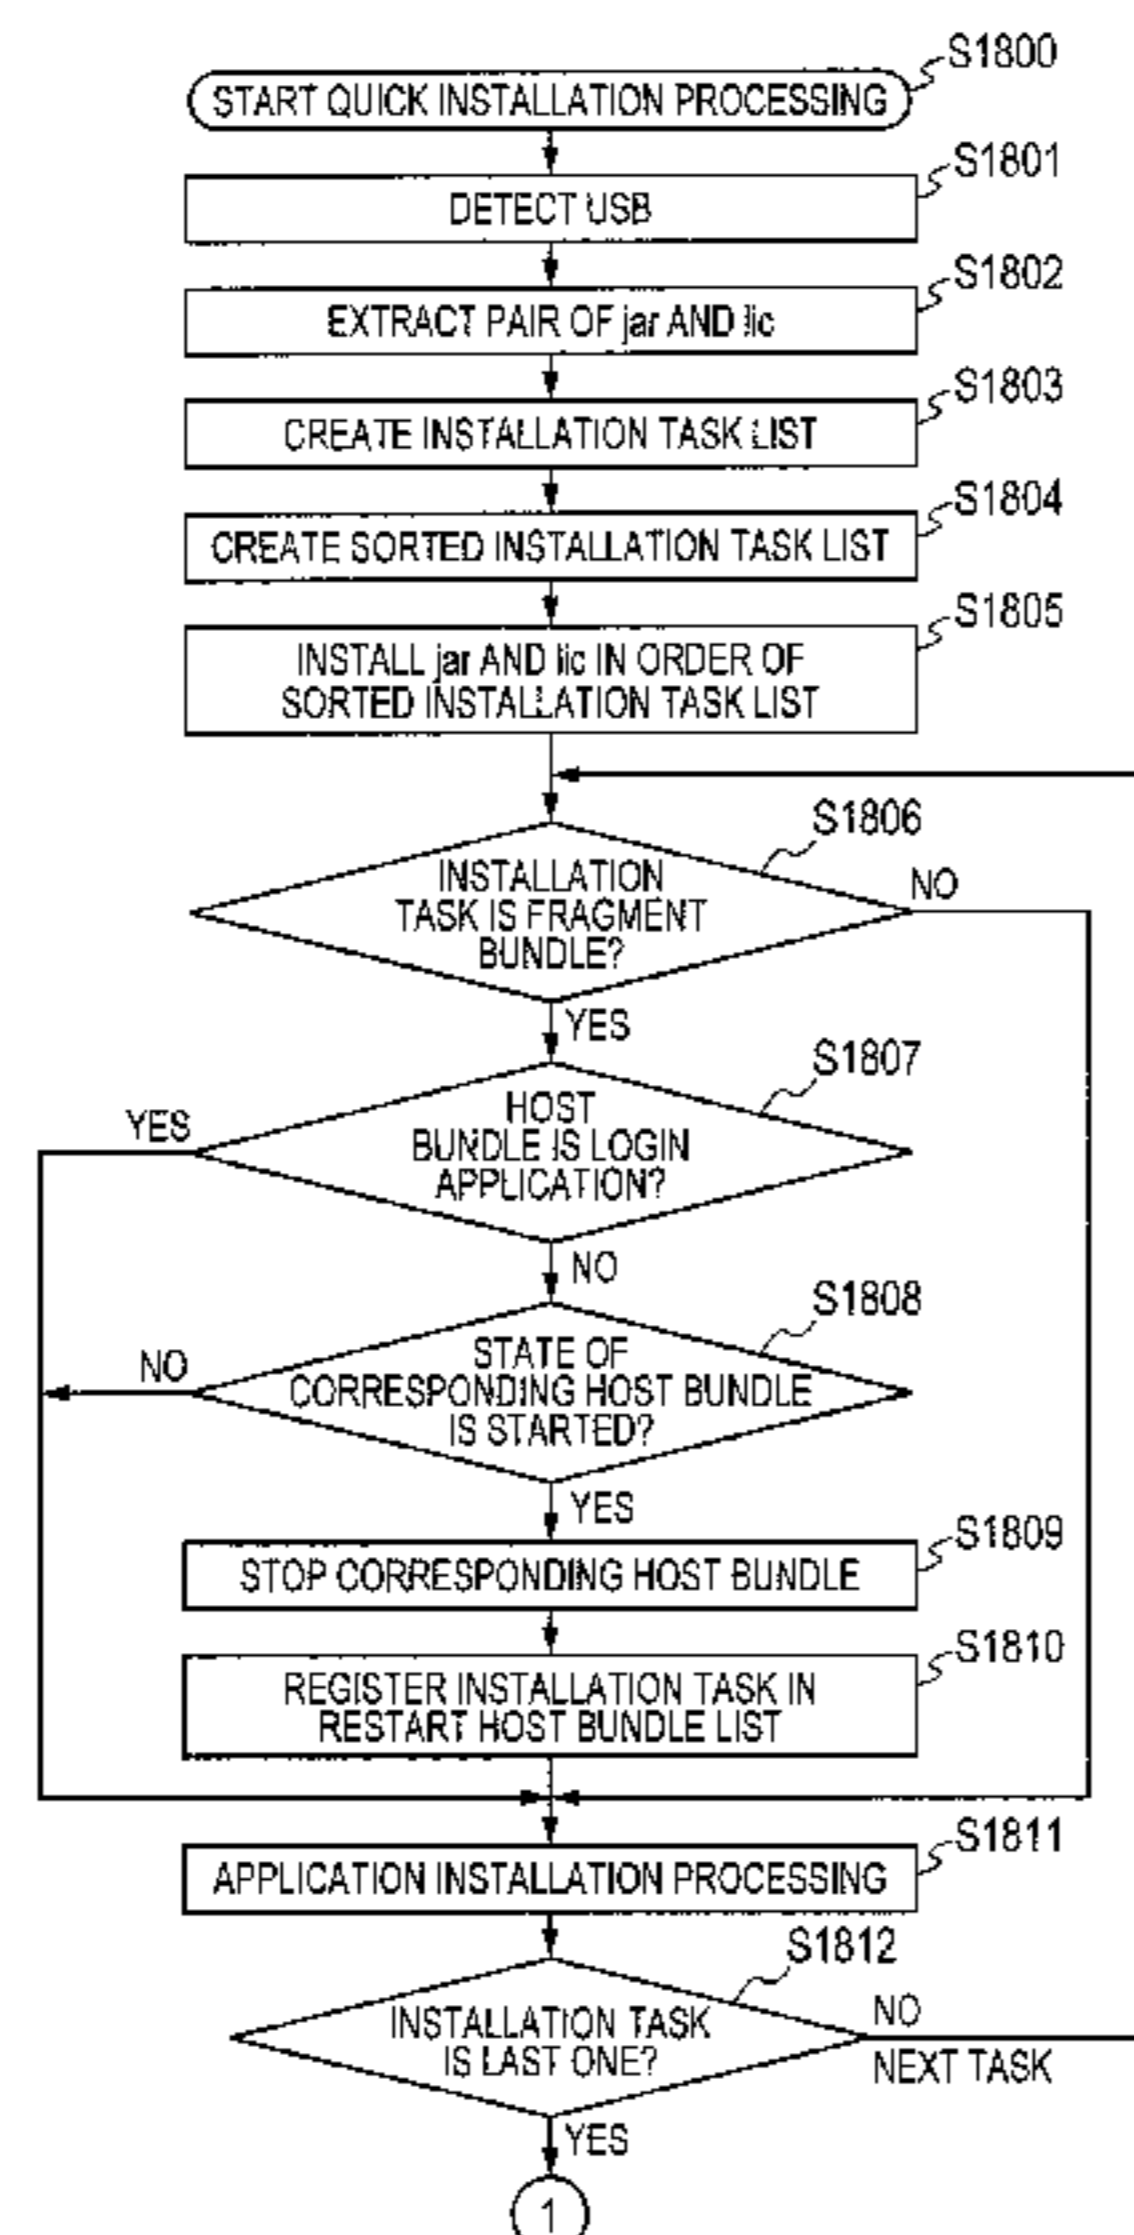 S1800
START QUICK INSTALLATION PROCESSING
S1801
DETECT USB
S1802
EXTRACT PAIR OF jar AND lic
S1803
CREATE INSTALLATION TASK LIST
S1804
CREATE SORTED INSTALLATION TASK LIST
S1805
INSTALL jar AND lic IN ORDER OF
SORTED INSTALLATION TASK LIST
S1806
INSTALLATION
TASK IS FRAGMENT
BUNDLE?
NO
YES
S1807
HOST
BUNDLE IS LOGIN
APPLICATION?
YES
NO
S1808
STATE OF
CORRESPONDING HOST BUNDLE
IS STARTED?
NO
YES
S1809
STOP CORRESPONDING HOST BUNDLE
S1810
REGISTER INSTALLATION TASK IN
RESTART HOST BUNDLE LIST
S1811
APPLICATION INSTALLATION PROCESSING
S1812
INSTALLATION TASK
IS LAST ONE?
NO
NEXT TASK
YES
1